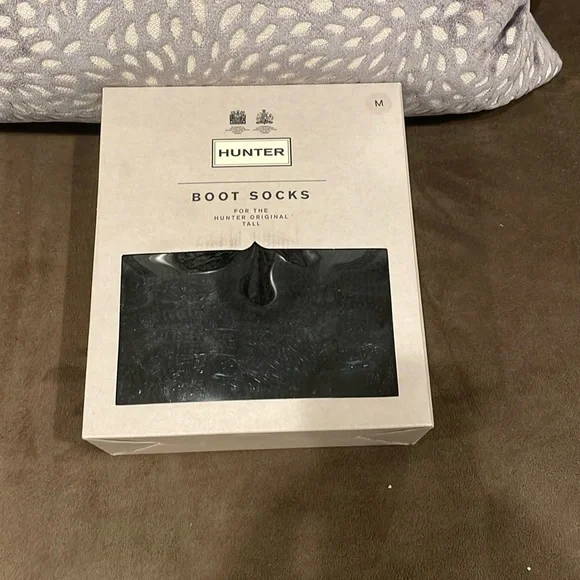 M
HUNTER
BOOT SOCKS
FOR THE
HUNTER ORIGINAL
TALL